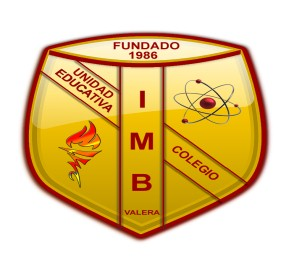 FUNDADO
1986
UNIDAD
EDUCATIVA
I
M
B
COLEGIO
VALERA